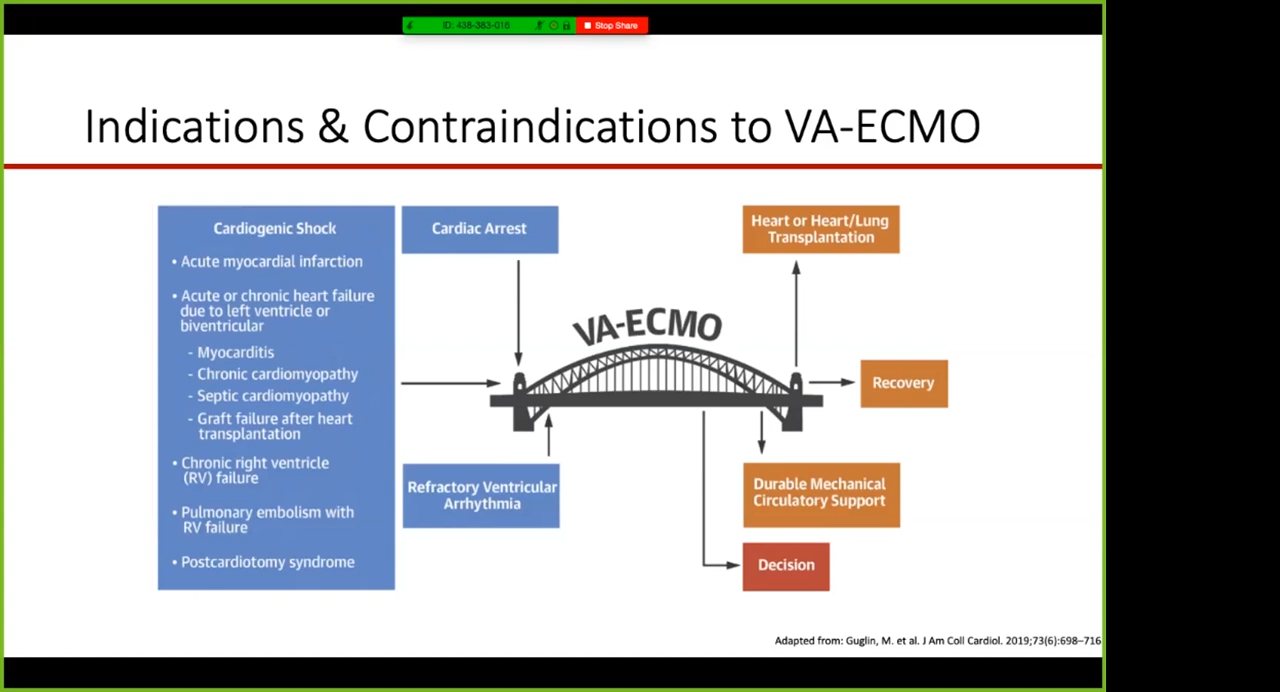 ID: 438-383-016
Stop Share
Indications & Contraindications to VA-ECMO
Cardiogenic Shock
• Acute myocardial infarction
• Acute or chronic heart failure
due to left ventricle or
biventricular
- Myocarditis
- Chronic cardiomyopathy
- Septic cardiomyopathy
- Graft failure after heart
transplantation
• Chronic right ventricle
(RV) failure
• Pulmonary embolism with
RV failure
• Postcardiotomy syndrome
Cardiac Arrest
Refractory Ventricular
Arrhythmia
VA-ECMO
Heart or Heart/Lung
Transplantation
Recovery
Durable Mechanical
Circulatory Support
Decision
Adapted from: Guglin, M. et al. J Am Coll Cardiol. 2019;73(6):698–716